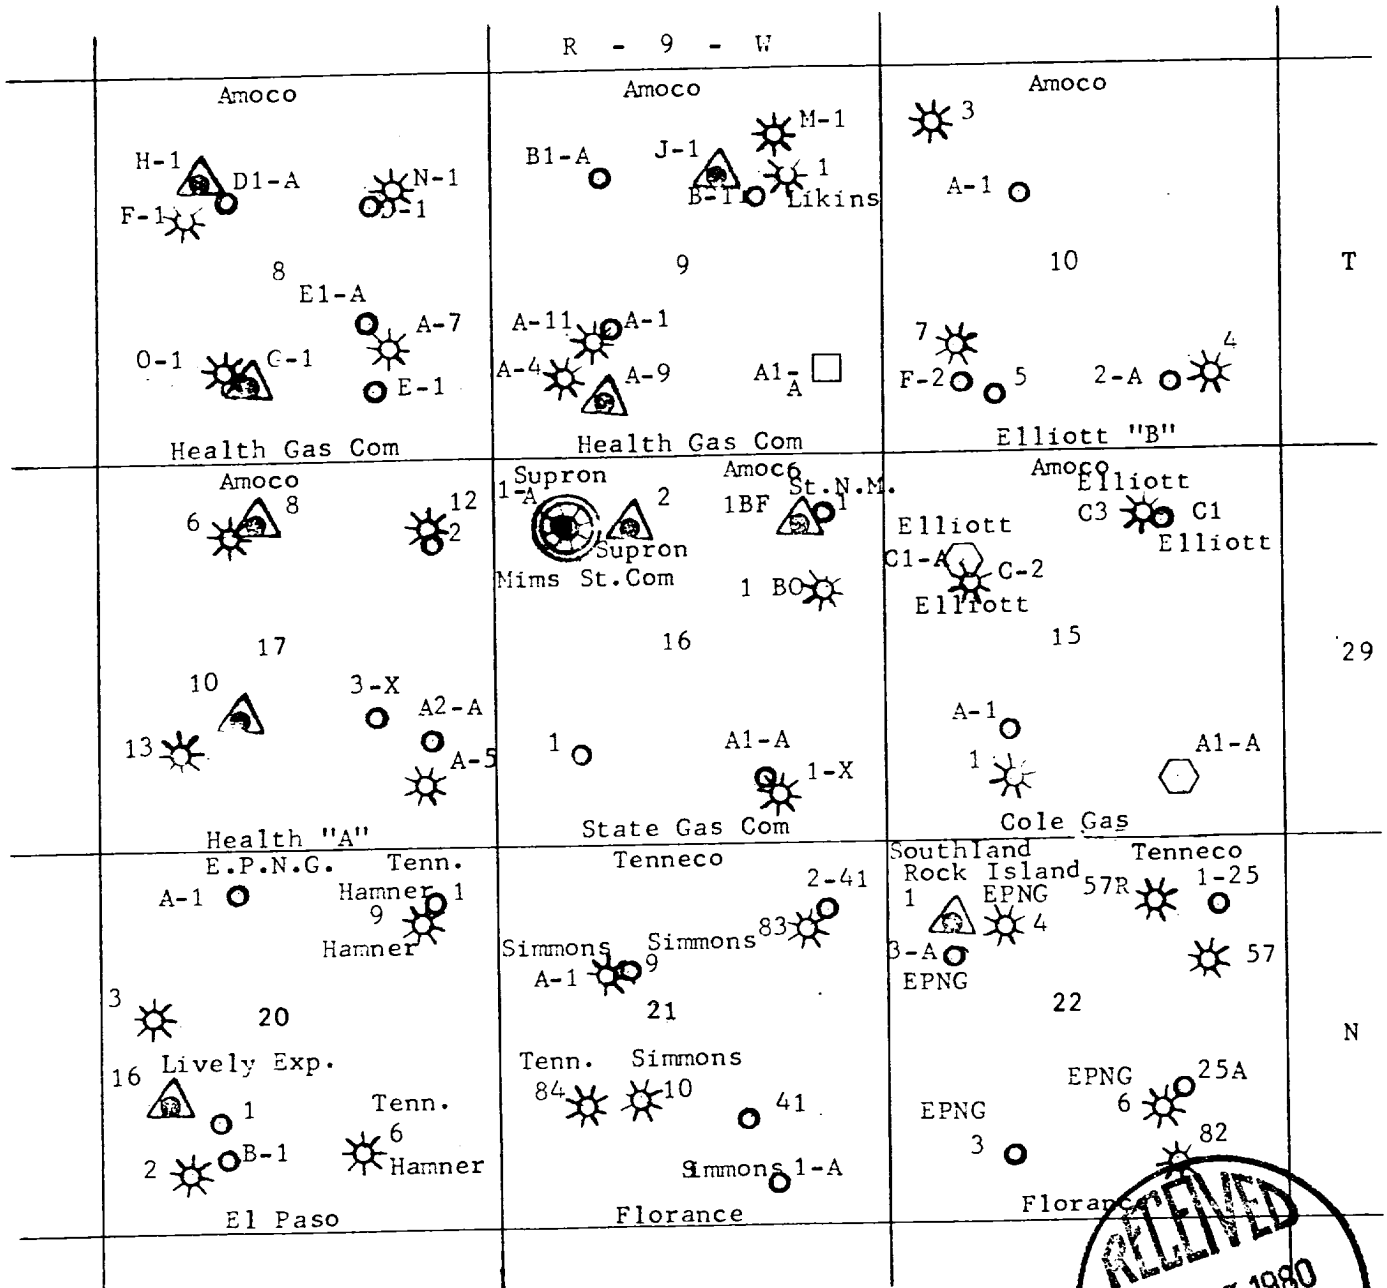 R - 9 - W
Amoco
H-1
D1-A
N-1
F-1
D-1
8
E1-A
A-7
O-1
G-1
E-1
Health Gas Com
Amoco
M-1
B1-A
J-1
1
Likins
9
A-11
A-1
A-4
A-9
A1-
A
Health Gas Com
Amoco
3
A-1
10
7
4
F-2
5
2-A
Elliott "B"
T
Amoco
8
12
6
2
17
10
3-X
A2-A
13
A-5
Health "A"
Supron
1-A
2
Supron
Mims St.Com
St.N.M.
1BF
1
1 BO
16
1
A1-A
1-X
State Gas Com
Amoco
Elliott
C3
C1
Elliott
Elliott
C1-A
C-2
Elliott
15
A-1
A1-A
1
Cole Gas
29
E.P.N.G.
Tenn.
A-1
Hamner
1
9
Hamner
3
20
Lively Exp.
16
1
Tenn.
6
B-1
2
Hamner
El Paso
Tenneco
2-41
83
Simmons
Simmons
9
A-1
21
Tenn.
Simmons
84
10
41
Simmons 1-A
Florance
Southland
Rock Island
Tenneco
1
EPNG
57R
1-25
4
3-A
EPNG
57
22
EPNG
25A
6
EPNG
3
82
Florance
N
RECEIVED
1980